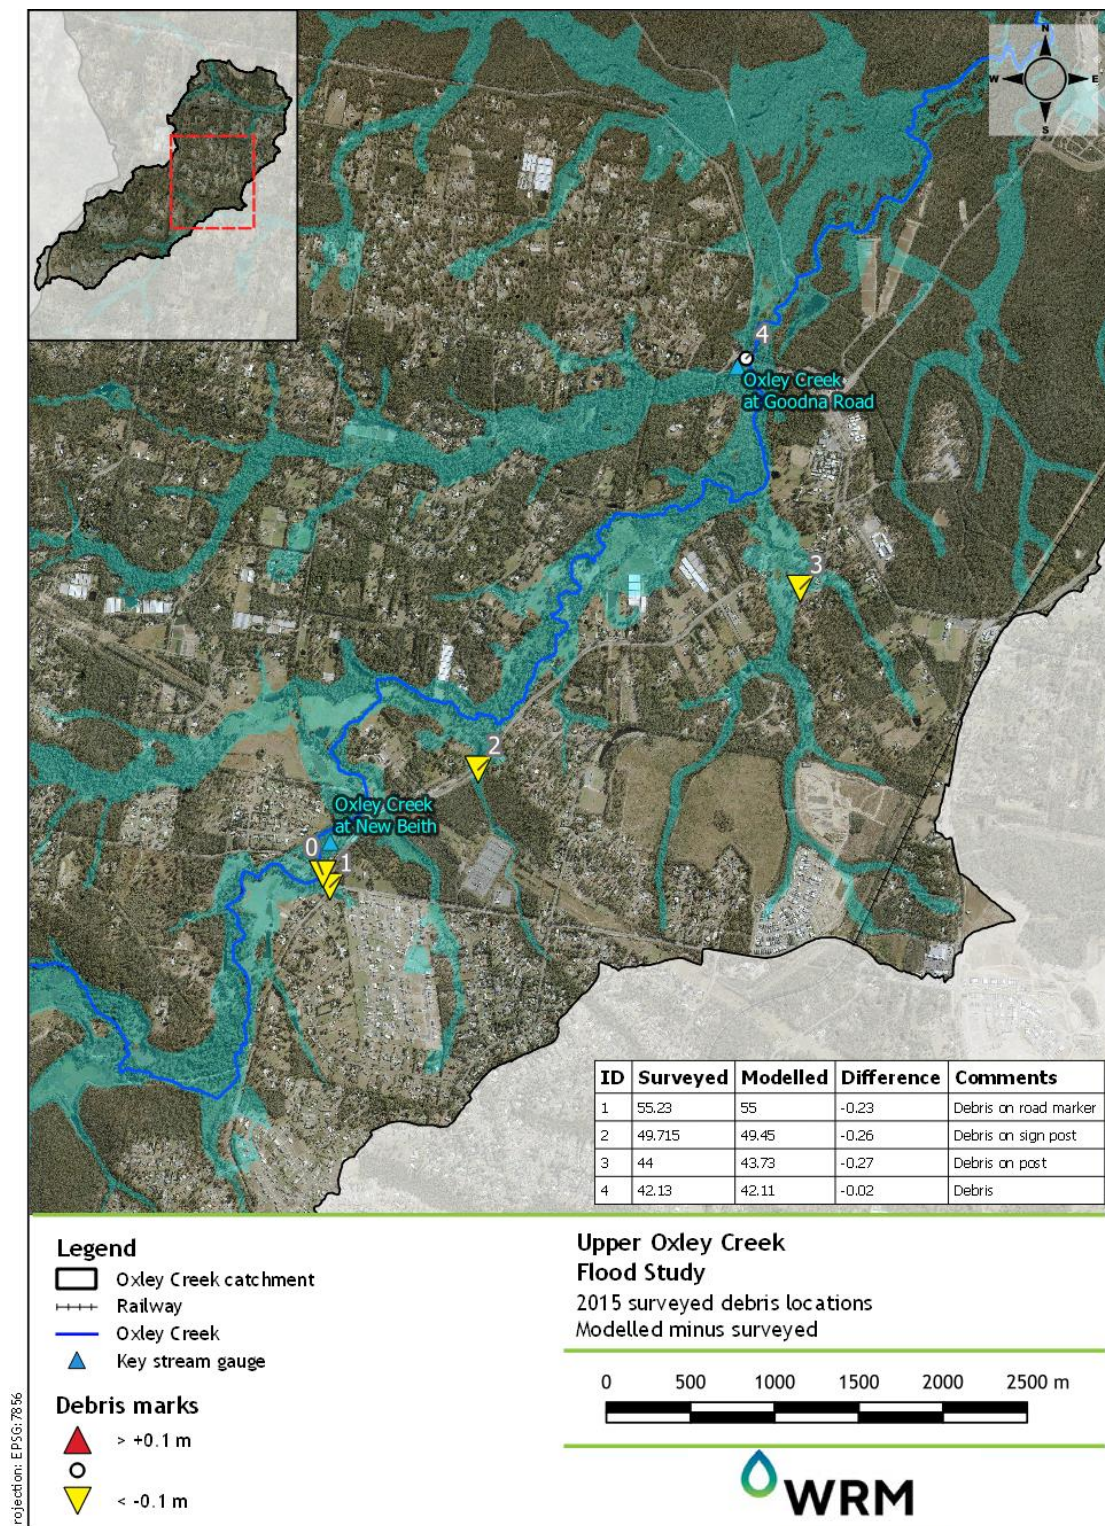 N
W E
S
4
Oxley Creek
at Goodna Road
3
2
Oxley Creek
at New Beith
0
1
ID Surveyed Modelled Difference Comments
1 55.23 55 -0.23 Debris on road marker
2 49.715 49.45 -0.26 Debris on sign post
3 44 43.73 -0.27 Debris on post
4 42.13 42.11 -0.02 Debris
Legend
Oxley Creek catchment
Railway
Oxley Creek
Key stream gauge
Debris marks
> +0.1 m
< -0.1 m
rojection: EPSG:7856
Upper Oxley Creek
Flood Study
2015 surveyed debris locations
Modelled minus surveyed
0 500 1000 1500 2000 2500 m
WRM